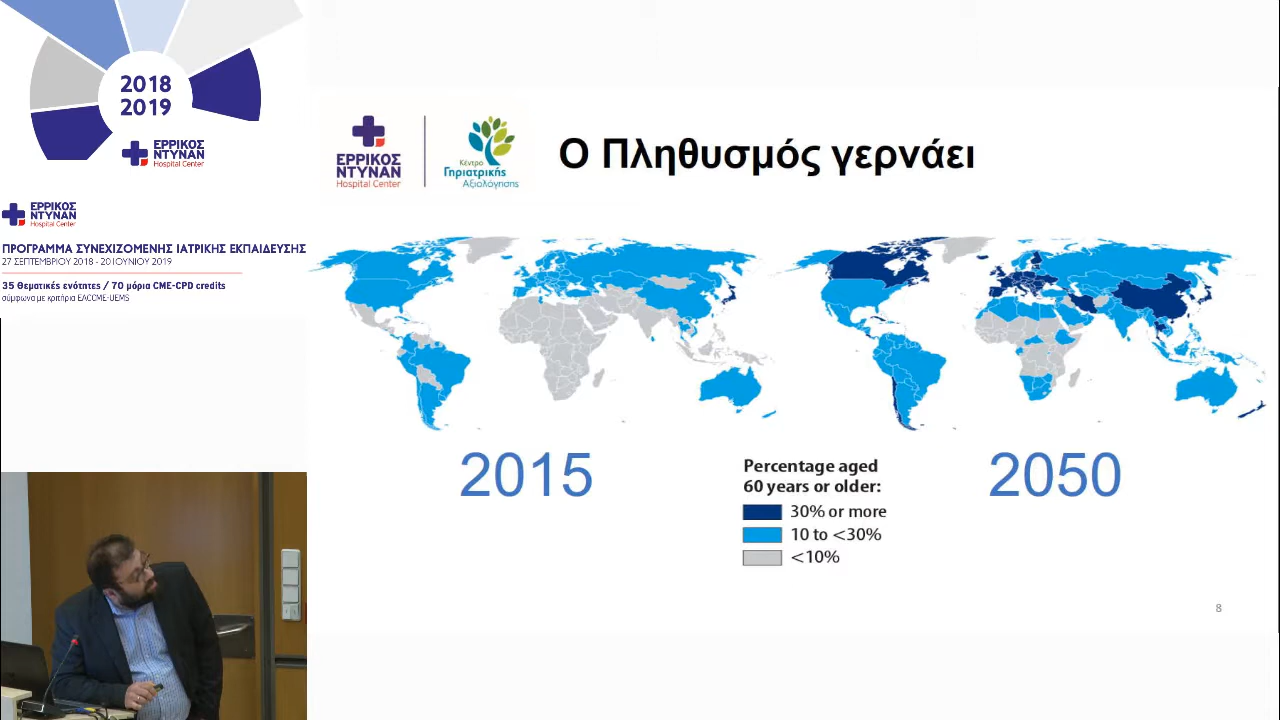 2018
2019
ΕΡΡΙΚΟΣ
ΝΤΥΝΑΝ
Hospital Center
ΕΡΡΙΚΟΣ
ΝΤΥΝΑΝ
Hospital Center
ΠΡΟΓΡΑΜΜΑ ΣΥΝΕΧΙΖΟΜΕΝΗΣ ΙΑΤΡΙΚΗΣ ΕΚΠΑΙΔΕΥΣΗΣ
27 ΣΕΠΤΕΜΒΡΙΟΥ 2018 - 20 ΙΟΥΝΙΟΥ 2019
35 θεματικές ενότητες / 70 μόρια CME-CPD credits
σύμφωνα με κριτήρια EACCME-UEMS
ΕΡΡΙΚΟΣ
ΝΤΥΝΑΝ
Hospital Center
Κέντρο
Γηριατρικής
Αξιολόγησης
Ο Πληθυσμός γερνάει
2015
2050
Percentage aged
60 years or older:
30% or more
10 to <30%
<10%
8